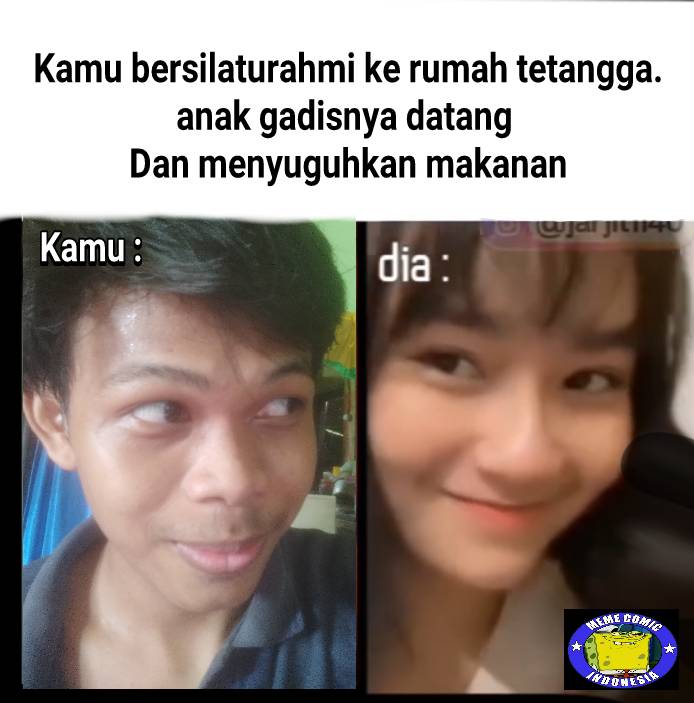 Kamu bersilaturahmi ke rumah tetangga.
anak gadisnya datang
Dan menyuguhkan makanan
Kamu :
dia :
MEME COMIC
INDONESIA